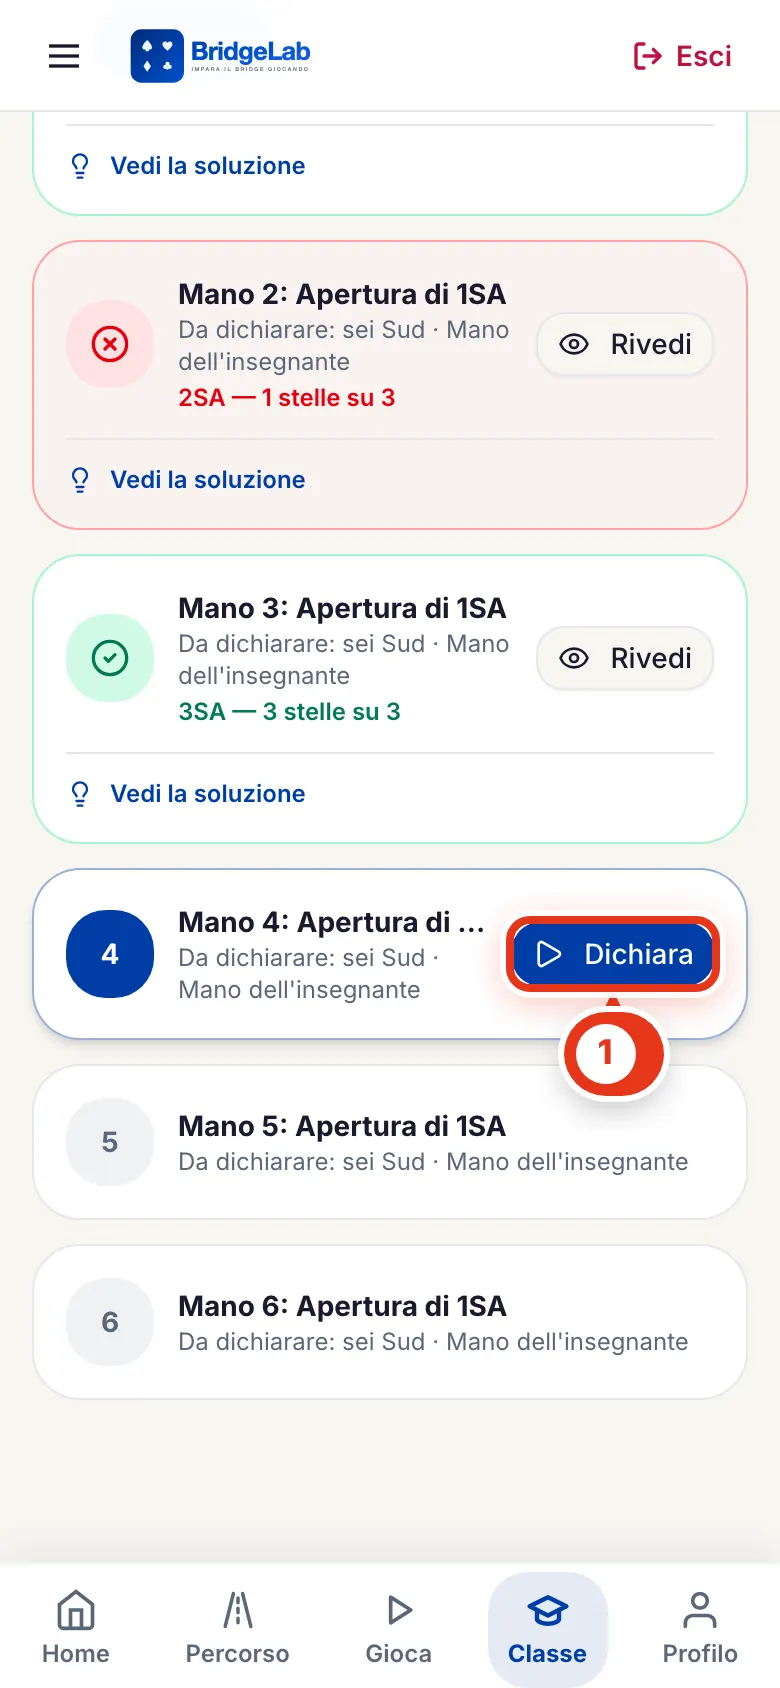 BridgeLab
IMPARA IL BRIDGE GIOCANDO
Esci
Vedi la soluzione
Mano 2: Apertura di 1SA
Da dichiarare: sei Sud · Mano
dell'insegnante
2SA — 1 stelle su 3
Rivedi
Vedi la soluzione
Mano 3: Apertura di 1SA
Da dichiarare: sei Sud · Mano
dell'insegnante
3SA — 3 stelle su 3
Rivedi
Vedi la soluzione
4
Mano 4: Apertura di ...
Da dichiarare: sei Sud ·
Mano dell'insegnante
Dichiara
1
5
Mano 5: Apertura di 1SA
Da dichiarare: sei Sud · Mano dell'insegnante
6
Mano 6: Apertura di 1SA
Da dichiarare: sei Sud · Mano dell'insegnante
Home
Percorso
Gioca
Classe
Profilo